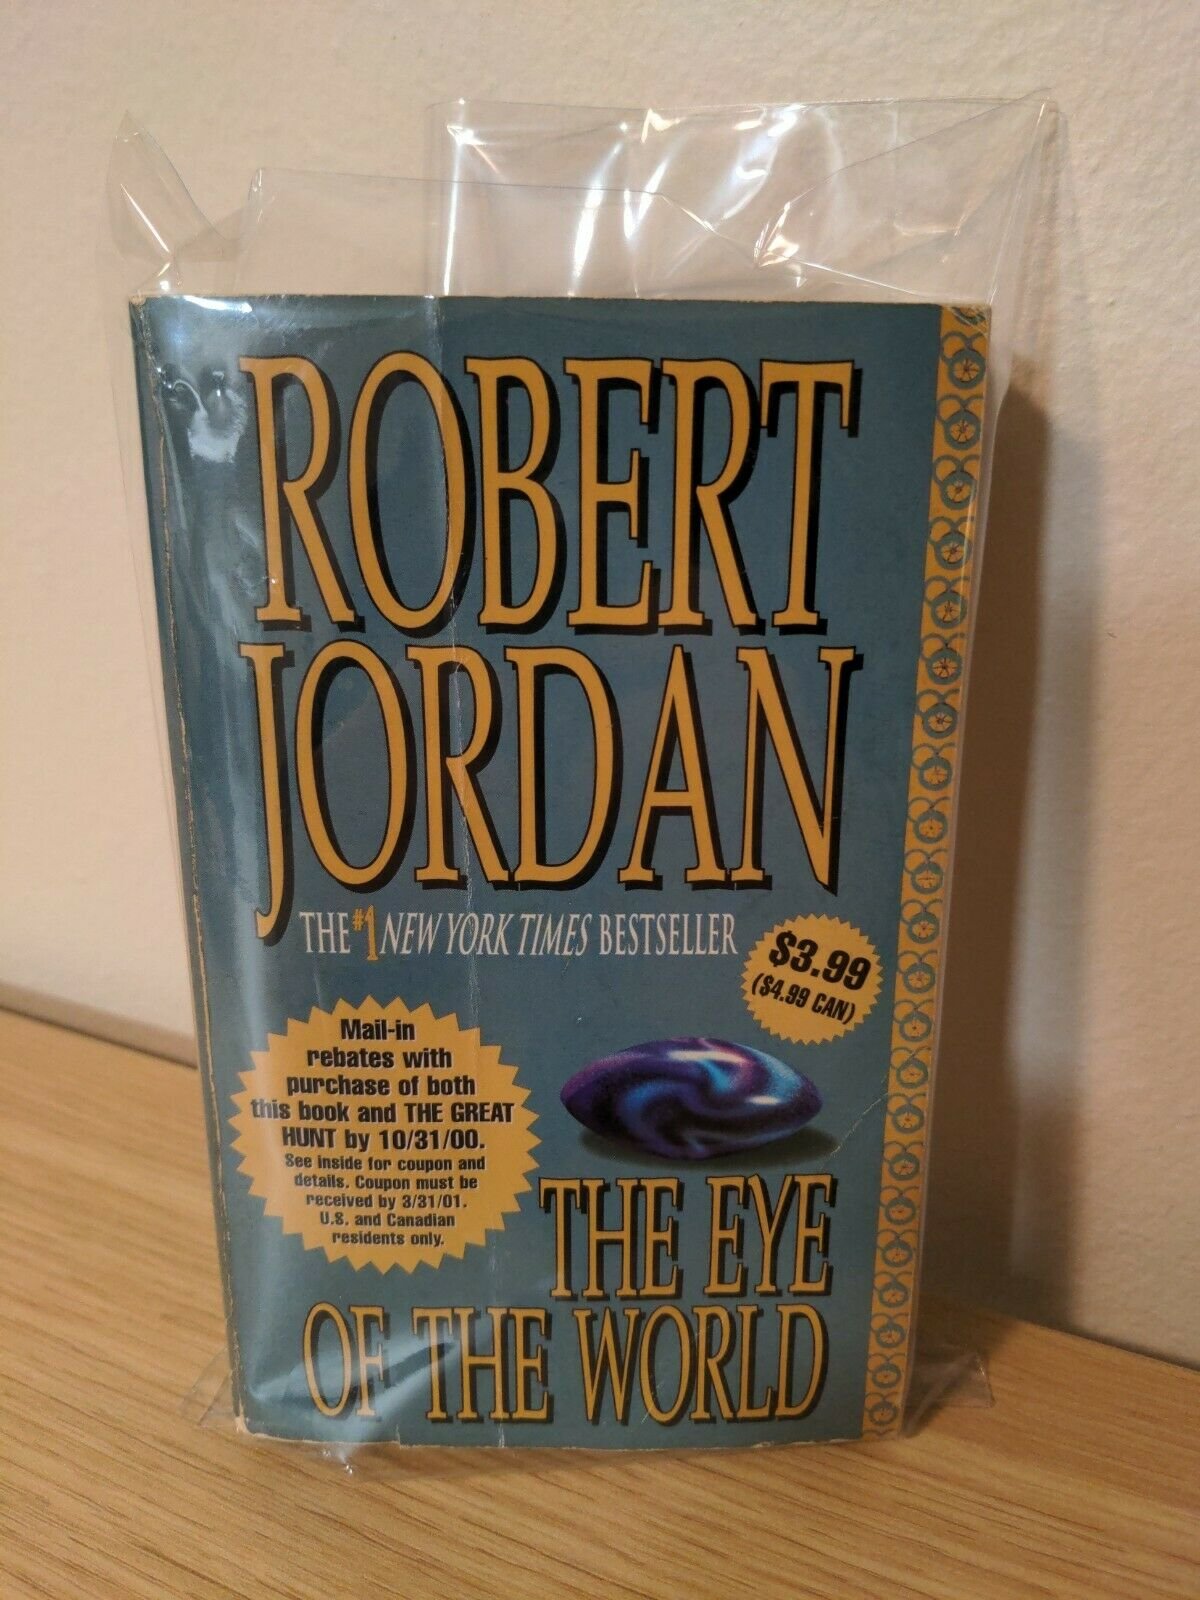 ROBERT
JORDAN
THE #1 NEW YORK TIMES BESTSELLER
$3.99
($4.99 CAN)
Mail-in
rebates with
purchase of both
this book and THE GREAT
HUNT by 10/31/00.
See inside for coupon and
details. Coupon must be
received by 3/31/01.
U.S. and Canadian
residents only.
THE EYE
OF THE WORLD